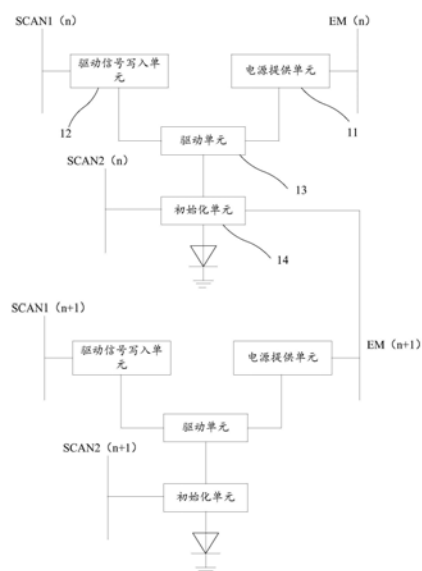 SCAN1（n）
EM（n）
驱动信号写入单
元
电源提供单元
12
11
驱动单元
SCAN2（n）
13
初始化单元
14
SCAN1（n+1）
驱动信号写入单
元
电源提供单元
EM（n+1）
驱动单元
SCAN2（n+1）
初始化单元